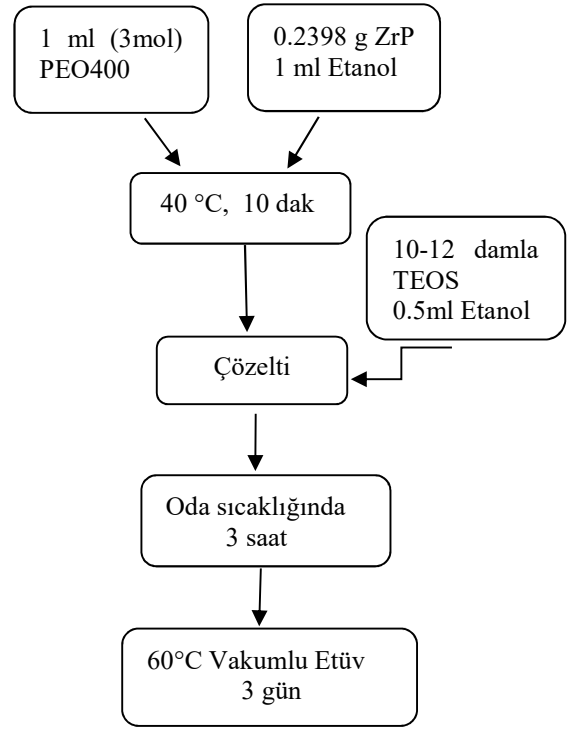 1 ml (3mol)
PEO400
0.2398 g ZrP
1 ml Etanol
40 °C, 10 dak
10-12 damla
TEOS
0.5ml Etanol
Çözelti
Oda sıcaklığında
3 saat
60°C Vakumlu Etüv
3 gün